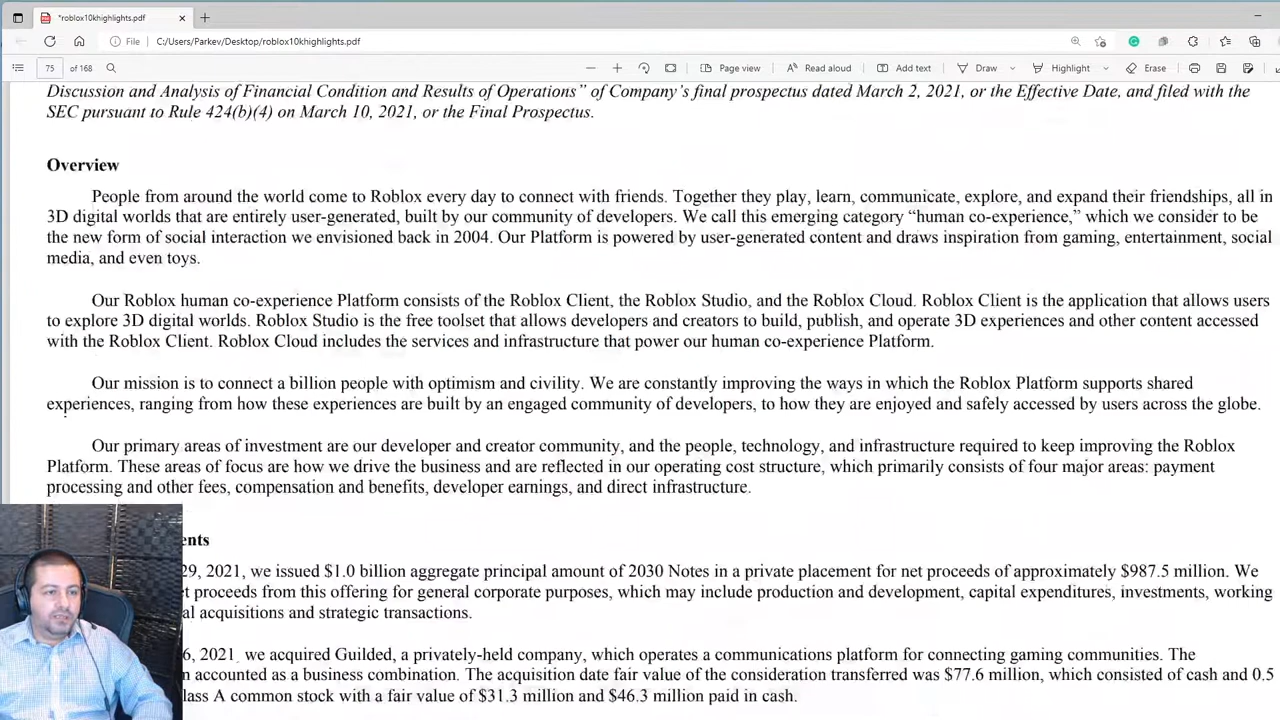 *roblox10khighlights.pdf
File C:/Users/Parkev/Desktop/roblox10khighlights.pdf
75 of 168 Page view Read aloud Add text Draw Highlight Erase
Discussion and Analysis of Financial Condition and Results of Operations” of Company’s final prospectus dated March 2, 2021, or the Effective Date, and filed with the
SEC pursuant to Rule 424(b)(4) on March 10, 2021, or the Final Prospectus.
Overview
People from around the world come to Roblox every day to connect with friends. Together they play, learn, communicate, explore, and expand their friendships, all in
3D digital worlds that are entirely user-generated, built by our community of developers. We call this emerging category “human co-experience,” which we consider to be
the new form of social interaction we envisioned back in 2004. Our Platform is powered by user-generated content and draws inspiration from gaming, entertainment, social
media, and even toys.
Our Roblox human co-experience Platform consists of the Roblox Client, the Roblox Studio, and the Roblox Cloud. Roblox Client is the application that allows users
to explore 3D digital worlds. Roblox Studio is the free toolset that allows developers and creators to build, publish, and operate 3D experiences and other content accessed
with the Roblox Client. Roblox Cloud includes the services and infrastructure that power our human co-experience Platform.
Our mission is to connect a billion people with optimism and civility. We are constantly improving the ways in which the Roblox Platform supports shared
experiences, ranging from how these experiences are built by an engaged community of developers, to how they are enjoyed and safely accessed by users across the globe.
Our primary areas of investment are our developer and creator community, and the people, technology, and infrastructure required to keep improving the Roblox
Platform. These areas of focus are how we drive the business and are reflected in our operating cost structure, which primarily consists of four major areas: payment
processing and other fees, compensation and benefits, developer earnings, and direct infrastructure.
ents
29, 2021, we issued $1.0 billion aggregate principal amount of 2030 Notes in a private placement for net proceeds of approximately $987.5 million. We
et proceeds from this offering for general corporate purposes, which may include production and development, capital expenditures, investments, working
al acquisitions and strategic transactions.
6, 2021, we acquired Guilded, a privately-held company, which operates a communications platform for connecting gaming communities. The
n accounted as a business combination. The acquisition date fair value of the consideration transferred was $77.6 million, which consisted of cash and 0.5
lass A common stock with a fair value of $31.3 million and $46.3 million paid in cash.